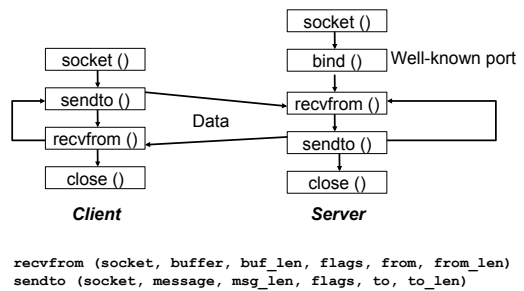 socket ()
socket ()
bind ()
Well-known port
sendto ()
recvfrom ()
Data
recvfrom ()
sendto ()
close ()
close ()
Client
Server
recvfrom (socket, buffer, buf_len, flags, from, from_len)
sendto (socket, message, msg_len, flags, to, to_len)